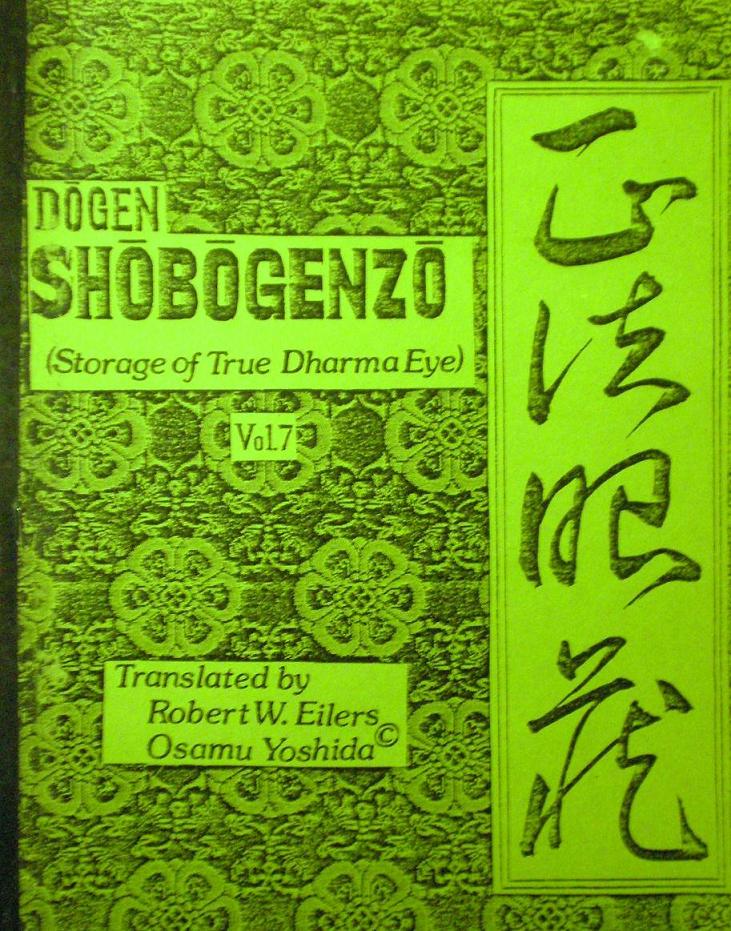 DŌGEN
SHŌBŌGENZŌ
(Storage of True Dharma Eye)
Vol.7
Translated by
Robert W. Eilers
Osamu Yoshida©
正法眼蔵